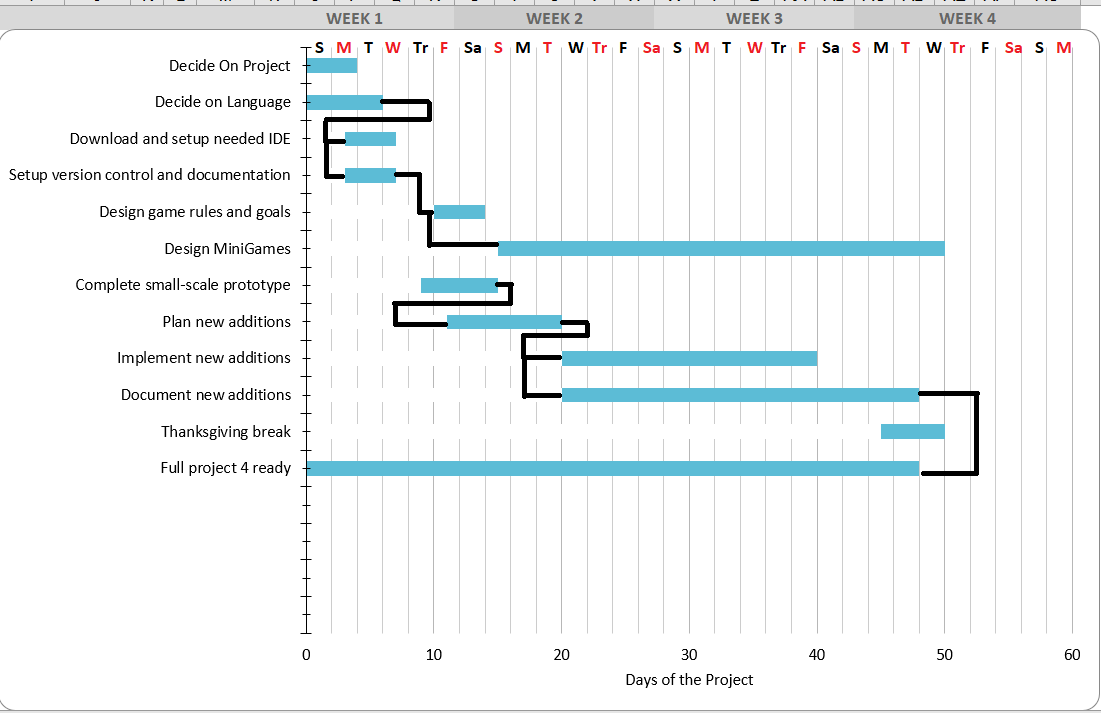 WEEK 1 WEEK 2 WEEK 3 WEEK 4
S M T W Tr F Sa S M T W Tr F Sa S M T W Tr F Sa S M T W Tr F Sa S M
Decide On Project
Decide on Language
Download and setup needed IDE
Setup version control and documentation
Design game rules and goals
Design MiniGames
Complete small-scale prototype
Plan new additions
Implement new additions
Document new additions
Thanksgiving break
Full project 4 ready
0 10 20 30 40 50 60
Days of the Project